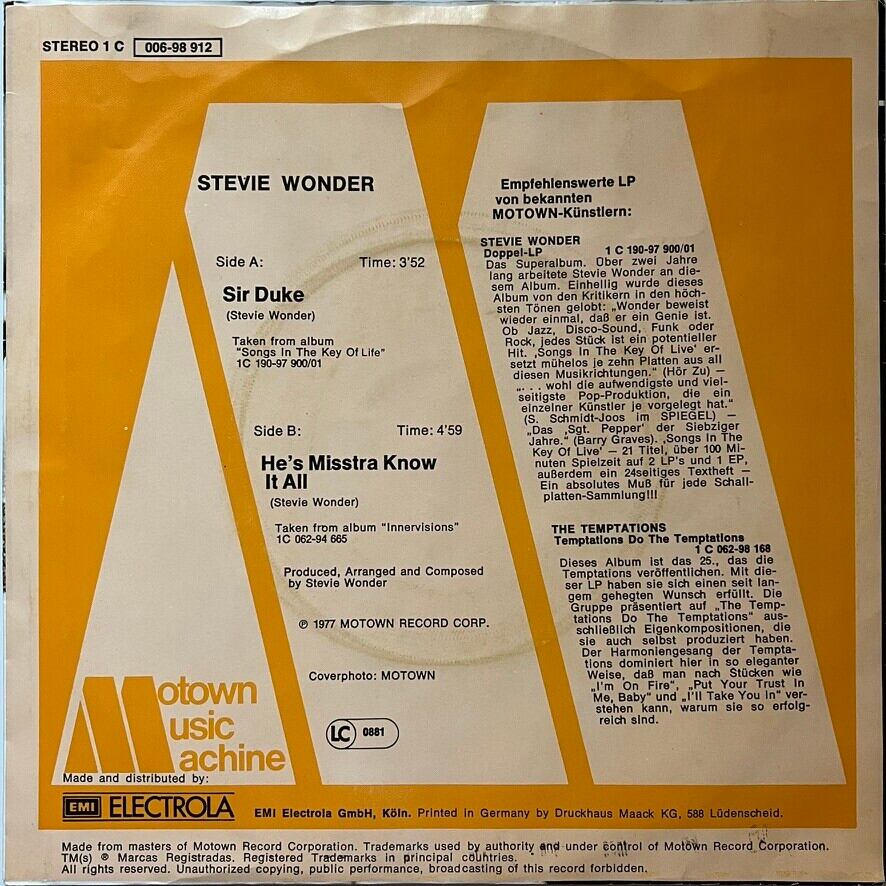 STEREO 1 C 006-98 912
STEVIE WONDER
Side A: Time: 3'52
Sir Duke
(Stevie Wonder)
Taken from album
"Songs In The Key Of Life"
1C 190-97 900/01
Side B: Time: 4'59
He's Misstra Know
It All
(Stevie Wonder)
Taken from album "Innervisions"
1C 062-94 665
Produced, Arranged and Composed
by Stevie Wonder
℗ 1977 MOTOWN RECORD CORP.
Coverphoto: MOTOWN
LC 0881
Empfehlenswerte LP
von bekannten
MOTOWN-Künstlern:
STEVIE WONDER
Doppel-LP 1 C 190-97 900/01
Das Superalbum. Über zwei Jahre
lang arbeitete Stevie Wonder an die-
sem Album. Einhellig wurde dieses
Album von den Kritikern in den höch-
sten Tönen gelobt: „Wonder beweist
wieder einmal, daß er ein Genie ist.
Ob Jazz, Disco-Sound, Funk oder
Rock, jedes Stück ist ein potentieller
Hit. ‚Songs In The Key Of Live' er-
setzt mühelos je zehn Platten aus all
diesen Musikrichtungen." (Hör Zu) —
„. . . wohl die aufwendigste und viel-
seitigste Pop-Produktion, die ein
einzelner Künstler je vorgelegt hat."
(S. Schmidt-Joos im SPIEGEL) —
„Das ‚Sgt. Pepper' der Siebziger
Jahre." (Barry Graves). ‚Songs In The
Key Of Live' — 21 Titel, über 100 Mi-
nuten Spielzeit auf 2 LP's und 1 EP,
außerdem ein 24seitiges Textheft —
Ein absolutes Muß für jede Schall-
platten-Sammlung!!!
THE TEMPTATIONS
Temptations Do The Temptations
1 C 062-98 168
Dieses Album ist das 25., das die
Temptations veröffentlichen. Mit die-
ser LP haben sie sich einen seit lan-
gem gehegten Wunsch erfüllt. Die
Gruppe präsentiert auf „The Temp-
tations Do The Temptations" aus-
schließlich Eigenkompositionen, die
sie auch selbst produziert haben.
Der Harmoniengesang der Tempta-
tions dominiert hier in so eleganter
Weise, daß man nach Stücken wie
„I'm On Fire", „Put Your Trust In
Me, Baby" und „I'll Take You In" ver-
stehen kann, warum sie so erfolg-
reich sind.
Motown
Music
Machine
Made and distributed by:
EMI ELECTROLA
EMI Electrola GmbH, Köln. Printed in Germany by Druckhaus Maack KG, 588 Lüdenscheid.
Made from masters of Motown Record Corporation. Trademarks used by authority and under control of Motown Record Corporation.
TM(s) ® Marcas Registradas. Registered Trademarks in principal countries.
All rights reserved. Unauthorized copying, public performance, broadcasting of this record forbidden.